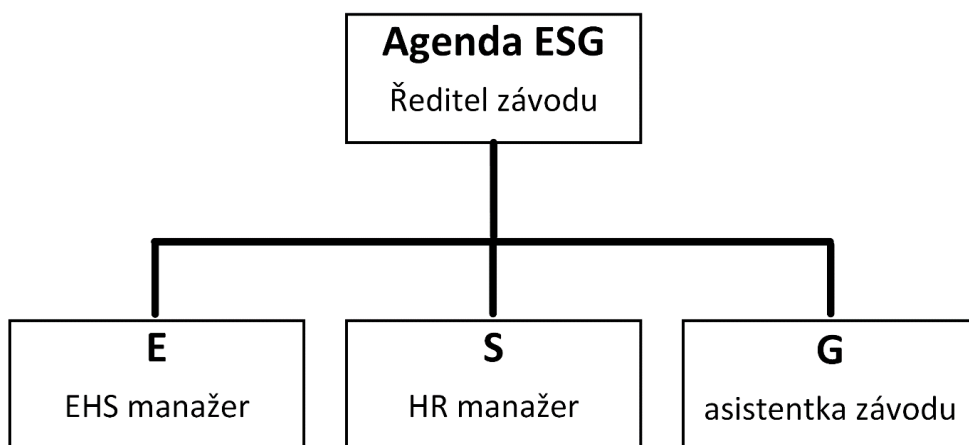 Agenda ESG
Ředitel závodu
E
EHS manažer
S
HR manažer
G
asistentka závodu